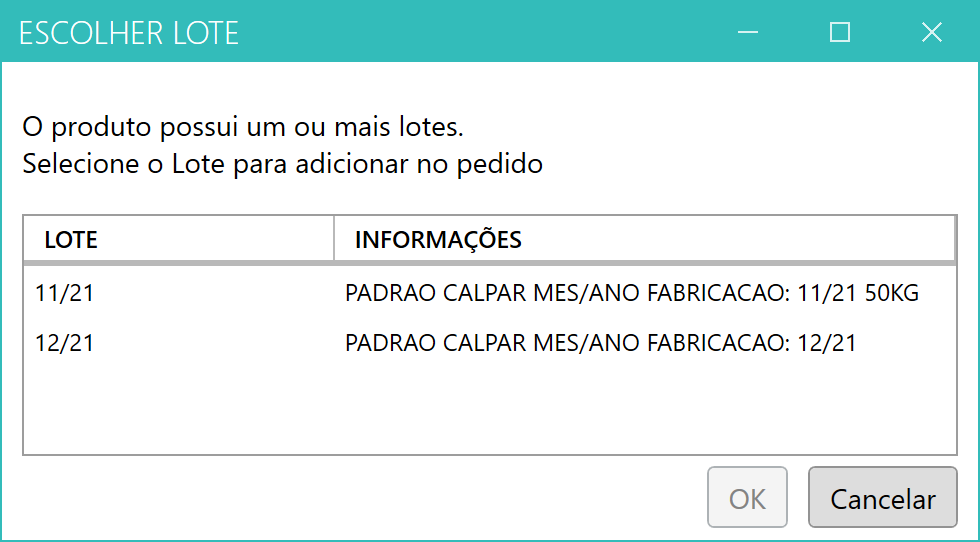 ESCOLHER LOTE
O produto possui um ou mais lotes.
Selecione o Lote para adicionar no pedido
LOTE INFORMAÇÕES
11/21 PADRAO CALPAR MES/ANO FABRICACAO: 11/21 50KG
12/21 PADRAO CALPAR MES/ANO FABRICACAO: 12/21
OK Cancelar